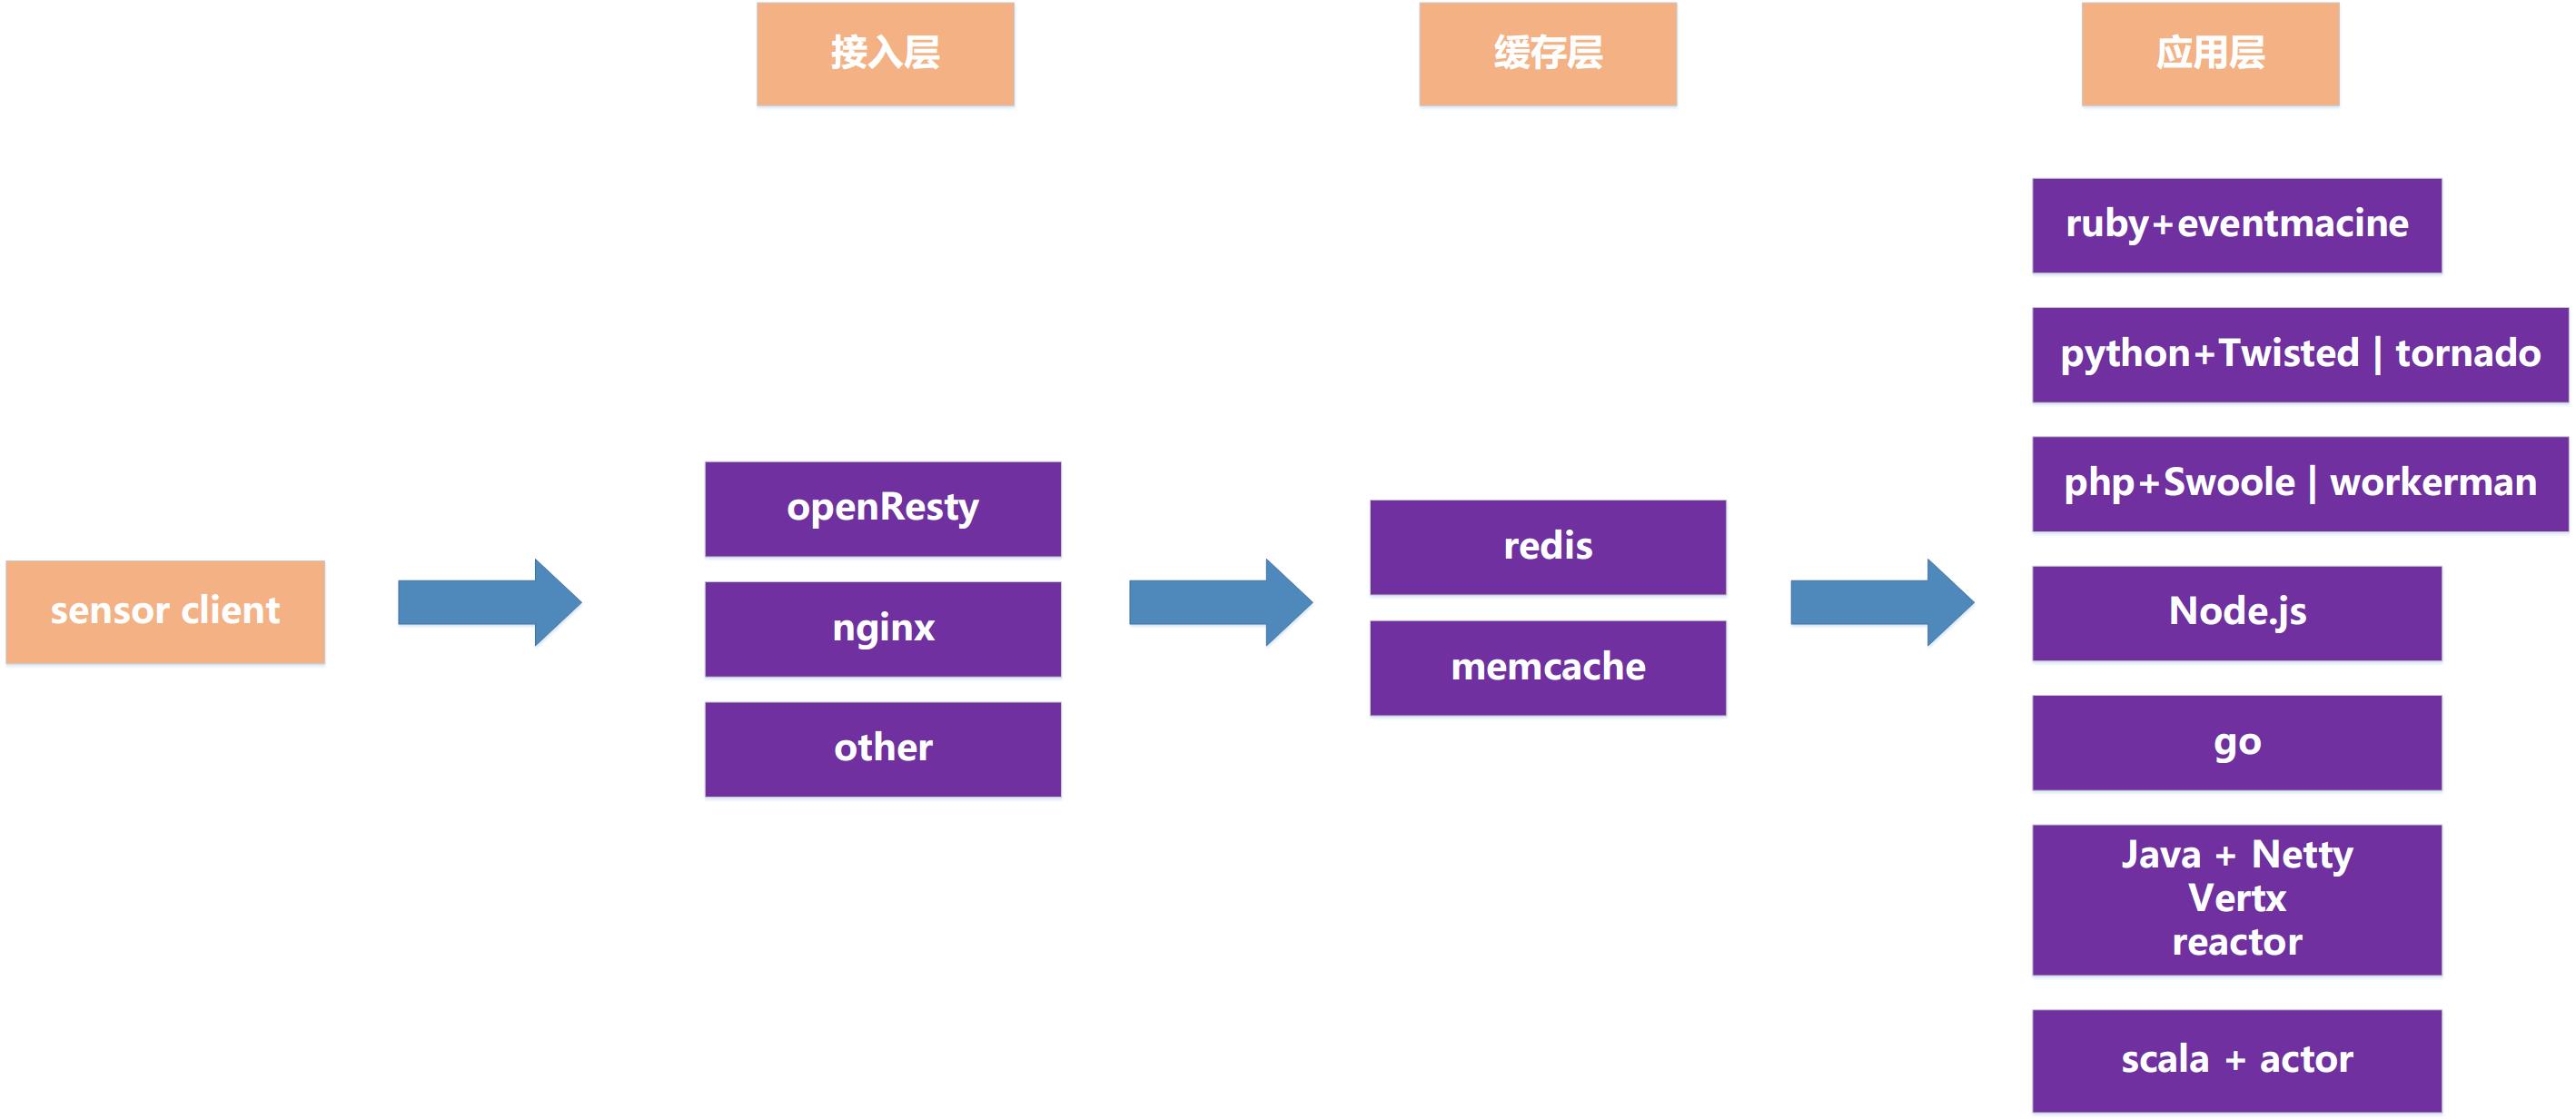 接入层
缓存层
应用层
sensor client
openResty
nginx
other
redis
memcache
ruby+eventmacine
python+Twisted | tornado
php+Swoole | workerman
Node.js
go
Java + Netty
Vertx
reactor
scala + actor